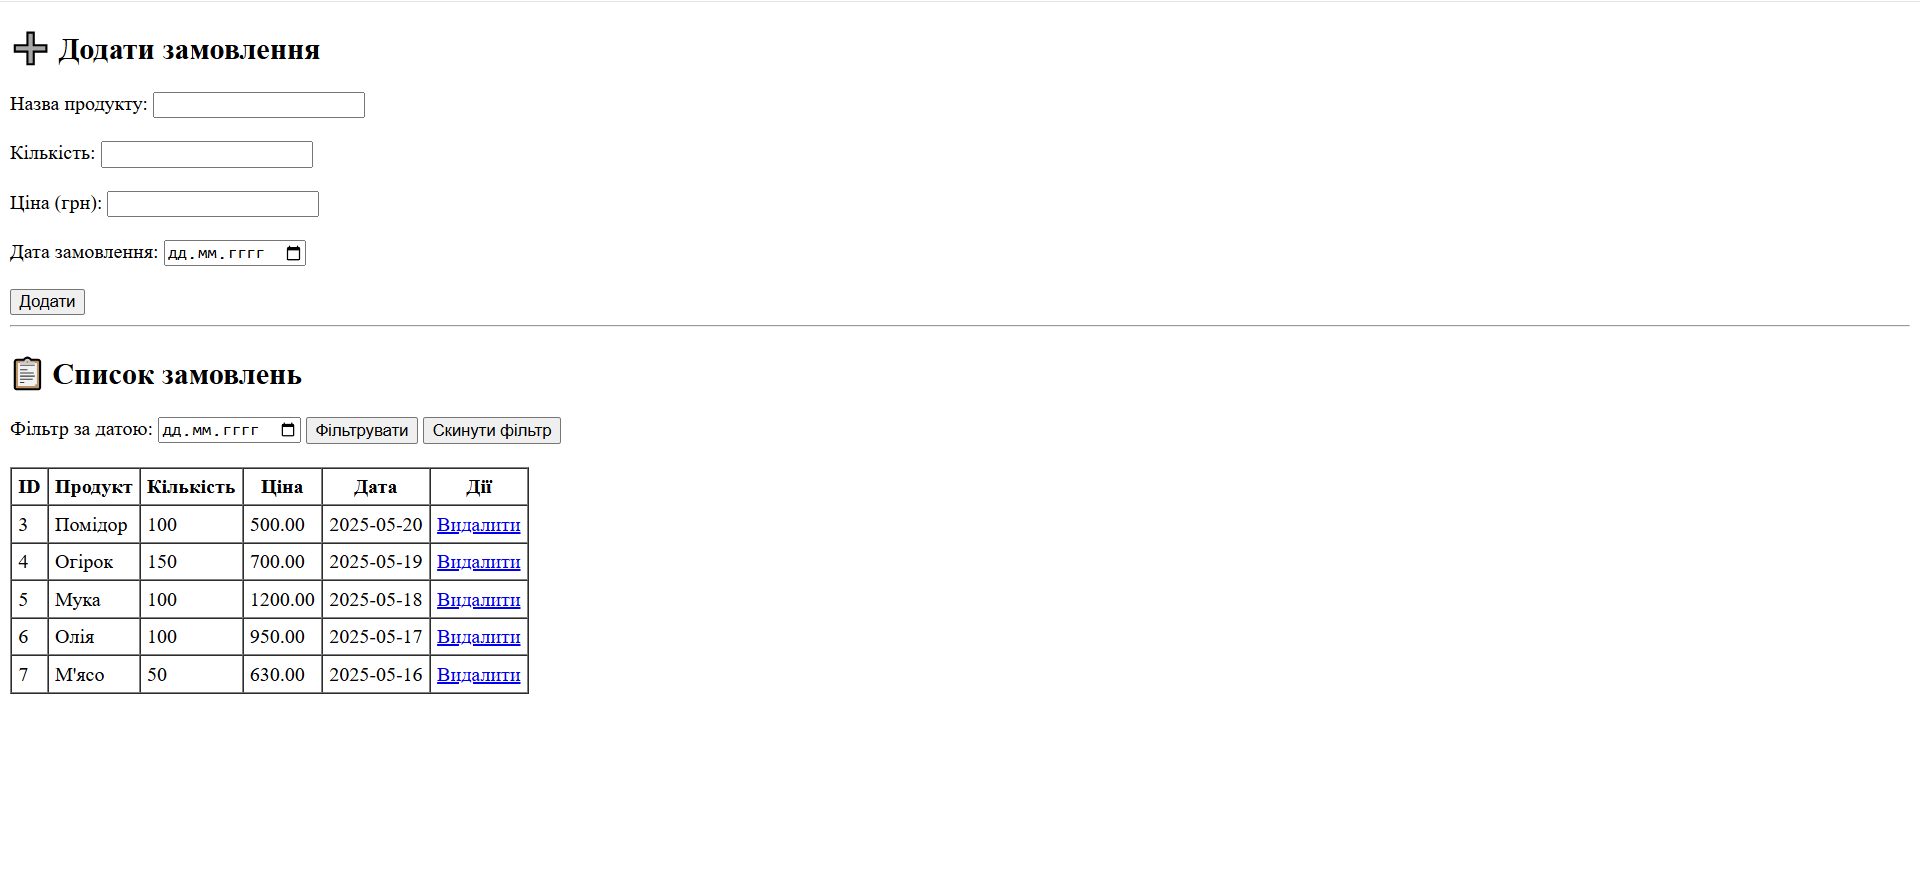 Додати замовлення
Назва продукту:
Кількість:
Ціна (грн):
Дата замовлення: дд.мм.гггг
Додати
Список замовлень
Фільтр за датою: дд.мм.гггг Фільтрувати Скинути фільтр
ID Продукт Кількість Ціна Дата Дії
3 Помідор 100 500.00 2025-05-20 Видалити
4 Огірок 150 700.00 2025-05-19 Видалити
5 Мука 100 1200.00 2025-05-18 Видалити
6 Олія 100 950.00 2025-05-17 Видалити
7 М'ясо 50 630.00 2025-05-16 Видалити